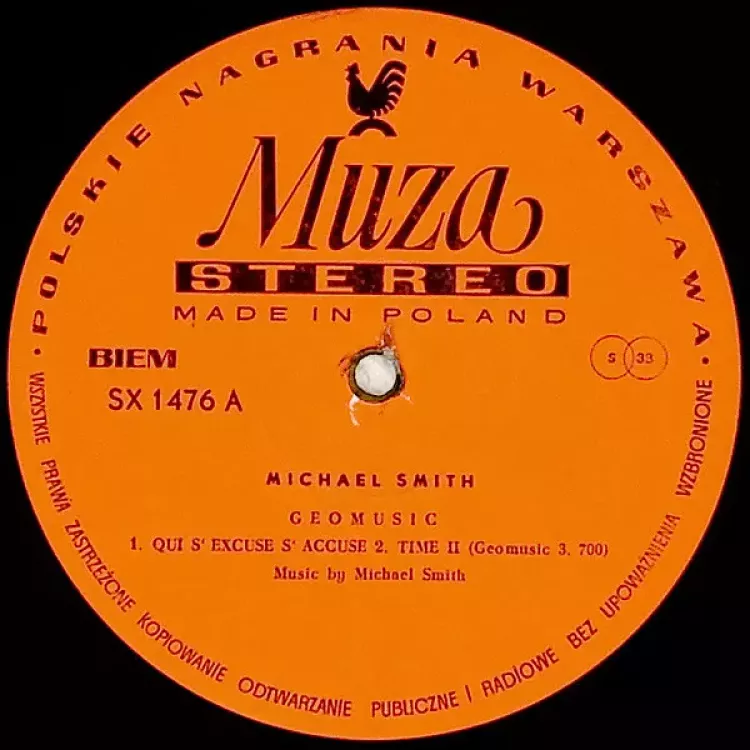 • POLSKIE NAGRANIA WARSZAWA •
Muza
STEREO
MADE IN POLAND
BIEM
S 33
SX 1476 A
MICHAEL SMITH
GEOMUSIC
1. QUI S' EXCUSE S' ACCUSE 2. TIME II (Geomusic 3. 700)
Music by Michael Smith
WSZYSTKIE PRAWA ZASTRZEŻONE KOPIOWANIE ODTWARZANIE PUBLICZNE I RADIOWE BEZ UPOWAŻNIENIA WZBRONIONE